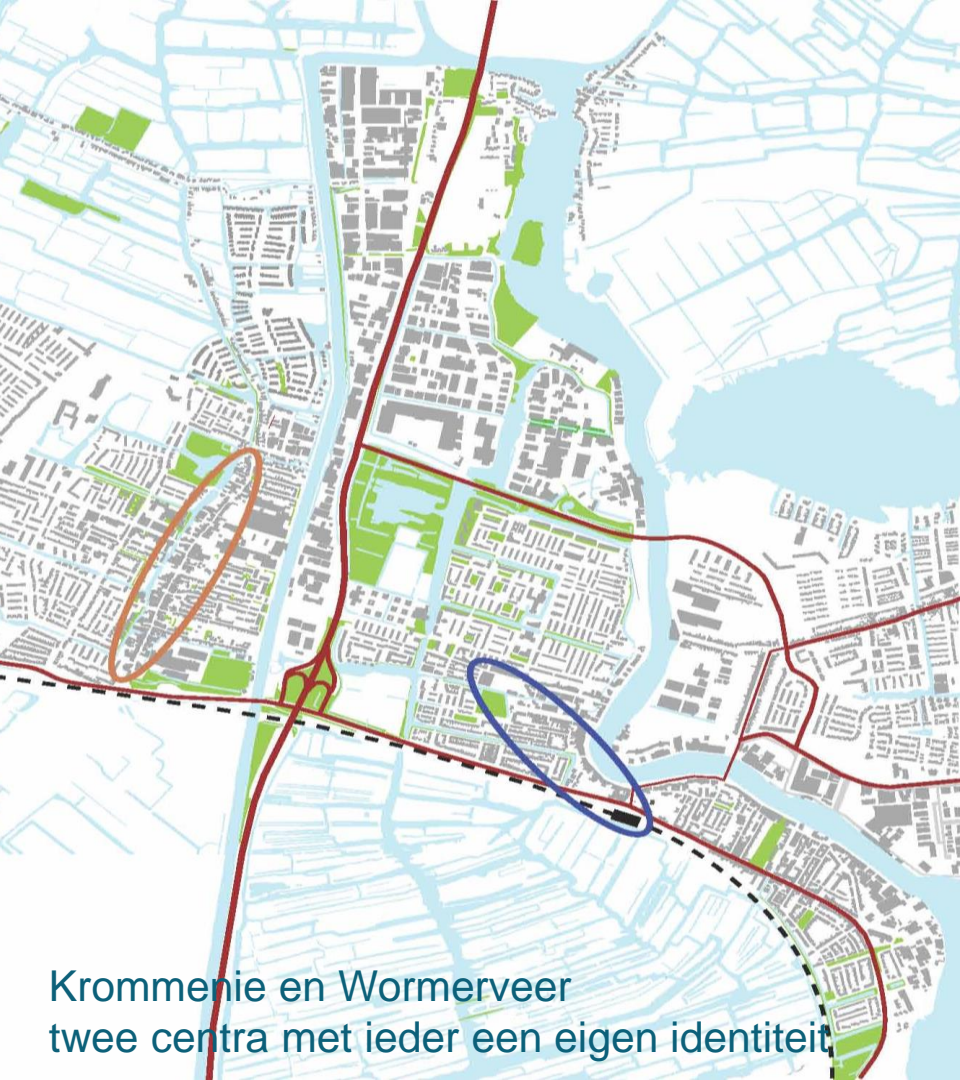 Krommenie en Wormerveer
twee centra met ieder een eigen identiteit